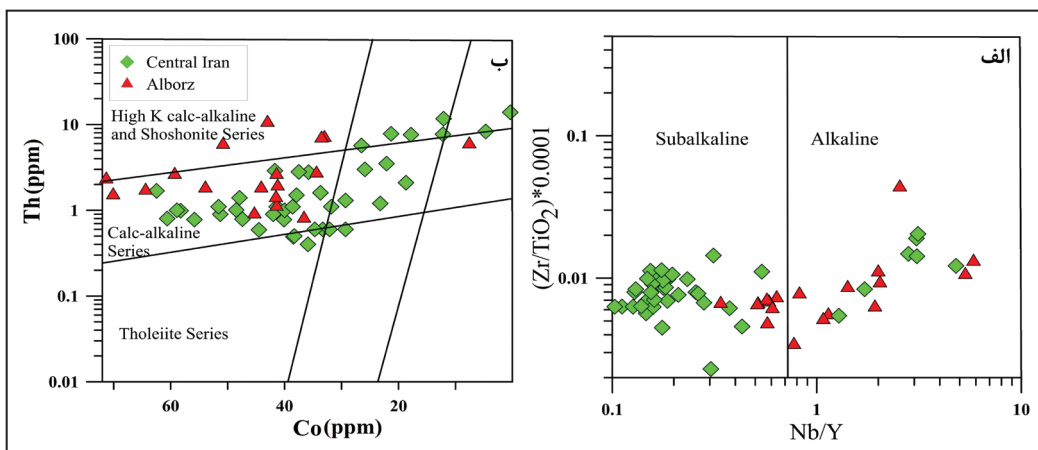 ب
Central Iran
Alborz
High K calc-alkaline
and Shoshonite Series
Calc-alkaline
Series
Tholeiite Series
Th(ppm)
100
10
1
0.1
0.01
60
40
20
Co(ppm)
الف
Subalkaline
Alkaline
(Zr/TiO2)*0.0001
0.1
0.01
0.1
1
10
Nb/Y